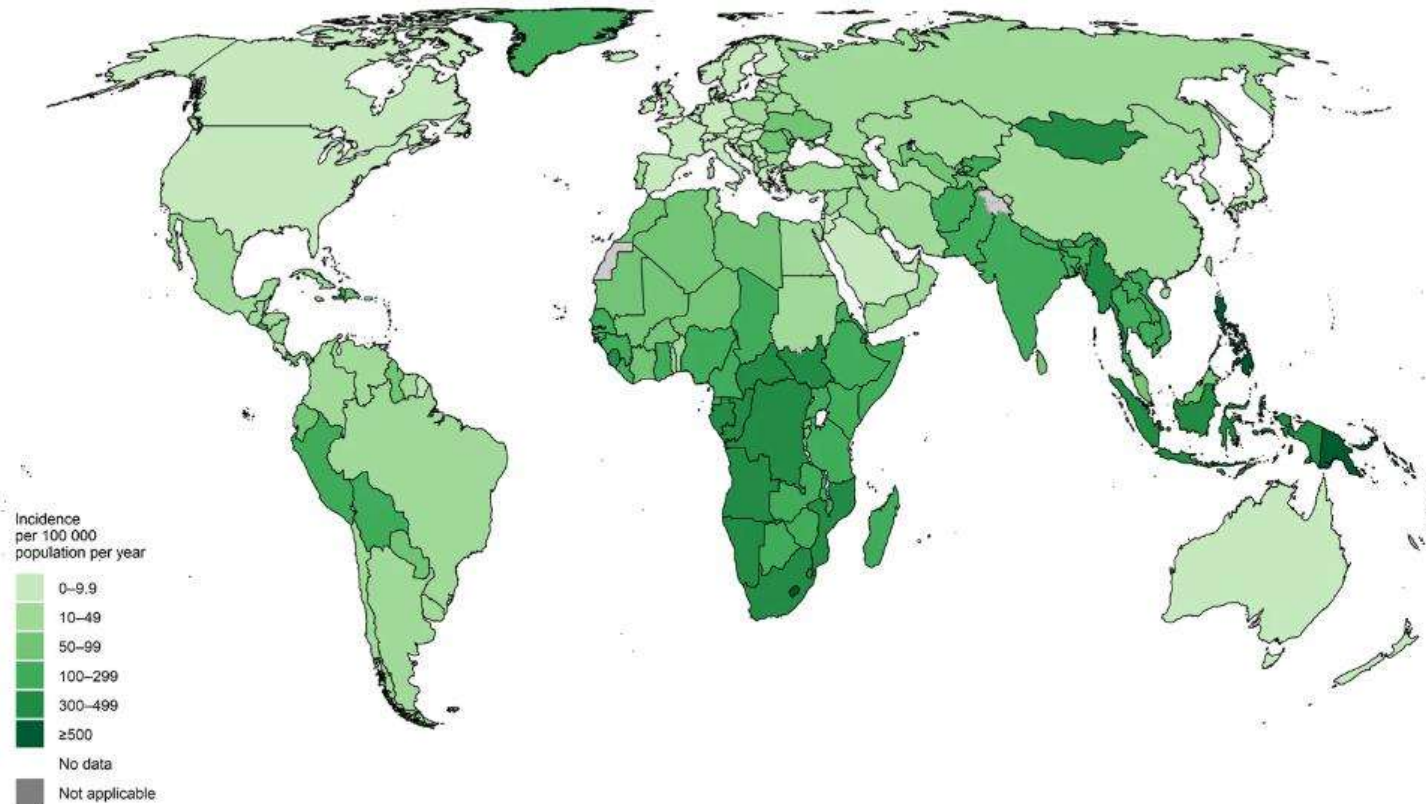 Incidence
per 100 000
population per year
0–9.9
10–49
50–99
100–299
300–499
≥500
No data
Not applicable